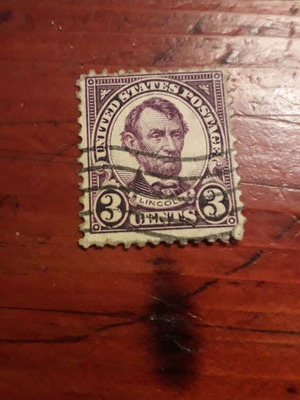 UNITED STATES POSTAGE
LINCOLN
3 CENTS 3